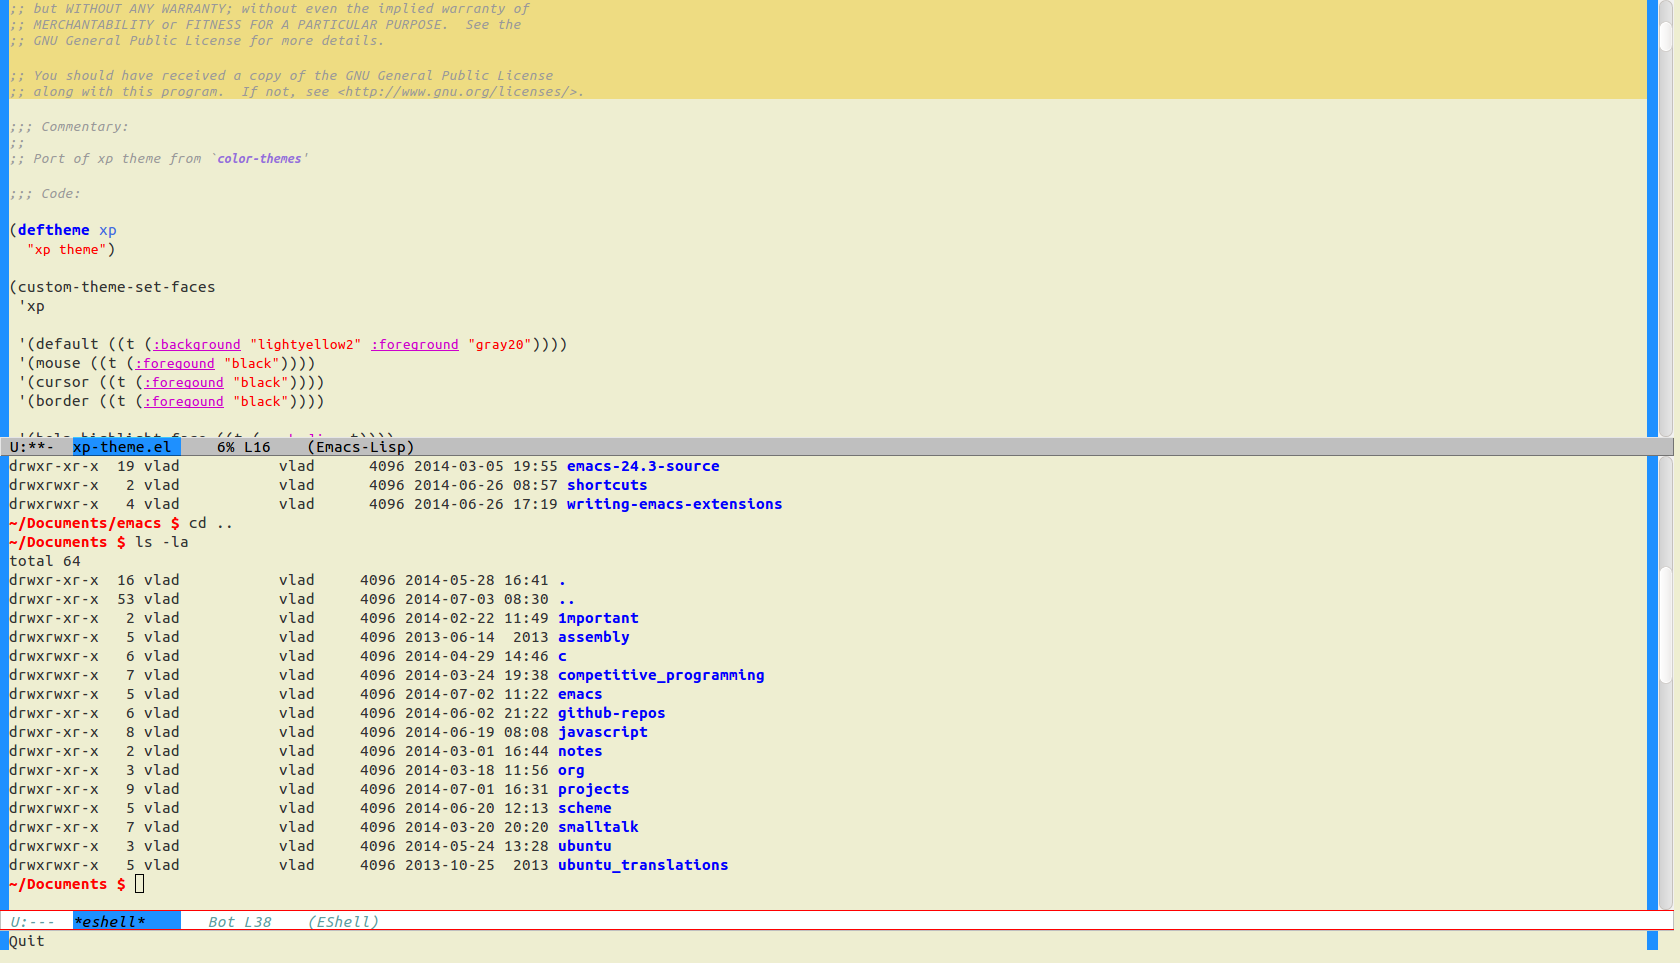 ;; but WITHOUT ANY WARRANTY; without even the implied warranty of
;; MERCHANTABILITY or FITNESS FOR A PARTICULAR PURPOSE.  See the
;; GNU General Public License for more details.
;; You should have received a copy of the GNU General Public License
;; along with this program.  If not, see <http://www.gnu.org/licenses/>.
;;; Commentary:
;;
;; Port of xp theme from `color-themes'
;;; Code:
(deftheme xp
  "xp theme")
(custom-theme-set-faces
 'xp
 '(default ((t (:background "lightyellow2" :foreground "gray20"))))
 '(mouse ((t (:foregound "black"))))
 '(cursor ((t (:foregound "black"))))
 '(border ((t (:foregound "black"))))
U:**-  xp-theme.el      6% L16    (Emacs-Lisp)
drwxr-xr-x  19 vlad           vlad      4096 2014-03-05 19:55 emacs-24.3-source
drwxrwxr-x   2 vlad           vlad      4096 2014-06-26 08:57 shortcuts
drwxrwxr-x   4 vlad           vlad      4096 2014-06-26 17:19 writing-emacs-extensions
~/Documents/emacs $ cd ..
~/Documents $ ls -la
total 64
drwxr-xr-x  16 vlad           vlad     4096 2014-05-28 16:41 .
drwxr-xr-x  53 vlad           vlad     4096 2014-07-03 08:30 ..
drwxrwxr-x   2 vlad           vlad     4096 2014-02-22 11:49 1mportant
drwxrwxr-x   5 vlad           vlad     4096 2013-06-14  2013 assembly
drwxrwxr-x   6 vlad           vlad     4096 2014-04-29 14:46 c
drwxrwxr-x   7 vlad           vlad     4096 2014-03-24 19:38 competitive_programming
drwxrwxr-x   5 vlad           vlad     4096 2014-07-02 11:22 emacs
drwxrwxr-x   6 vlad           vlad     4096 2014-06-02 21:22 github-repos
drwxrwxr-x   8 vlad           vlad     4096 2014-06-19 08:08 javascript
drwxrwxr-x   2 vlad           vlad     4096 2014-03-01 16:44 notes
drwxr-xr-x   3 vlad           vlad     4096 2014-03-18 11:56 org
drwxr-xr-x   9 vlad           vlad     4096 2014-07-01 16:31 projects
drwxrwxr-x   5 vlad           vlad     4096 2014-06-20 12:13 scheme
drwxrwxr-x   7 vlad           vlad     4096 2014-03-20 20:20 smalltalk
drwxr-xr-x   3 vlad           vlad     4096 2014-05-24 13:28 ubuntu
drwxrwxr-x   5 vlad           vlad     4096 2013-10-25  2013 ubuntu_translations
~/Documents $
U:---  *eshell*       Bot L38    (EShell)
Quit